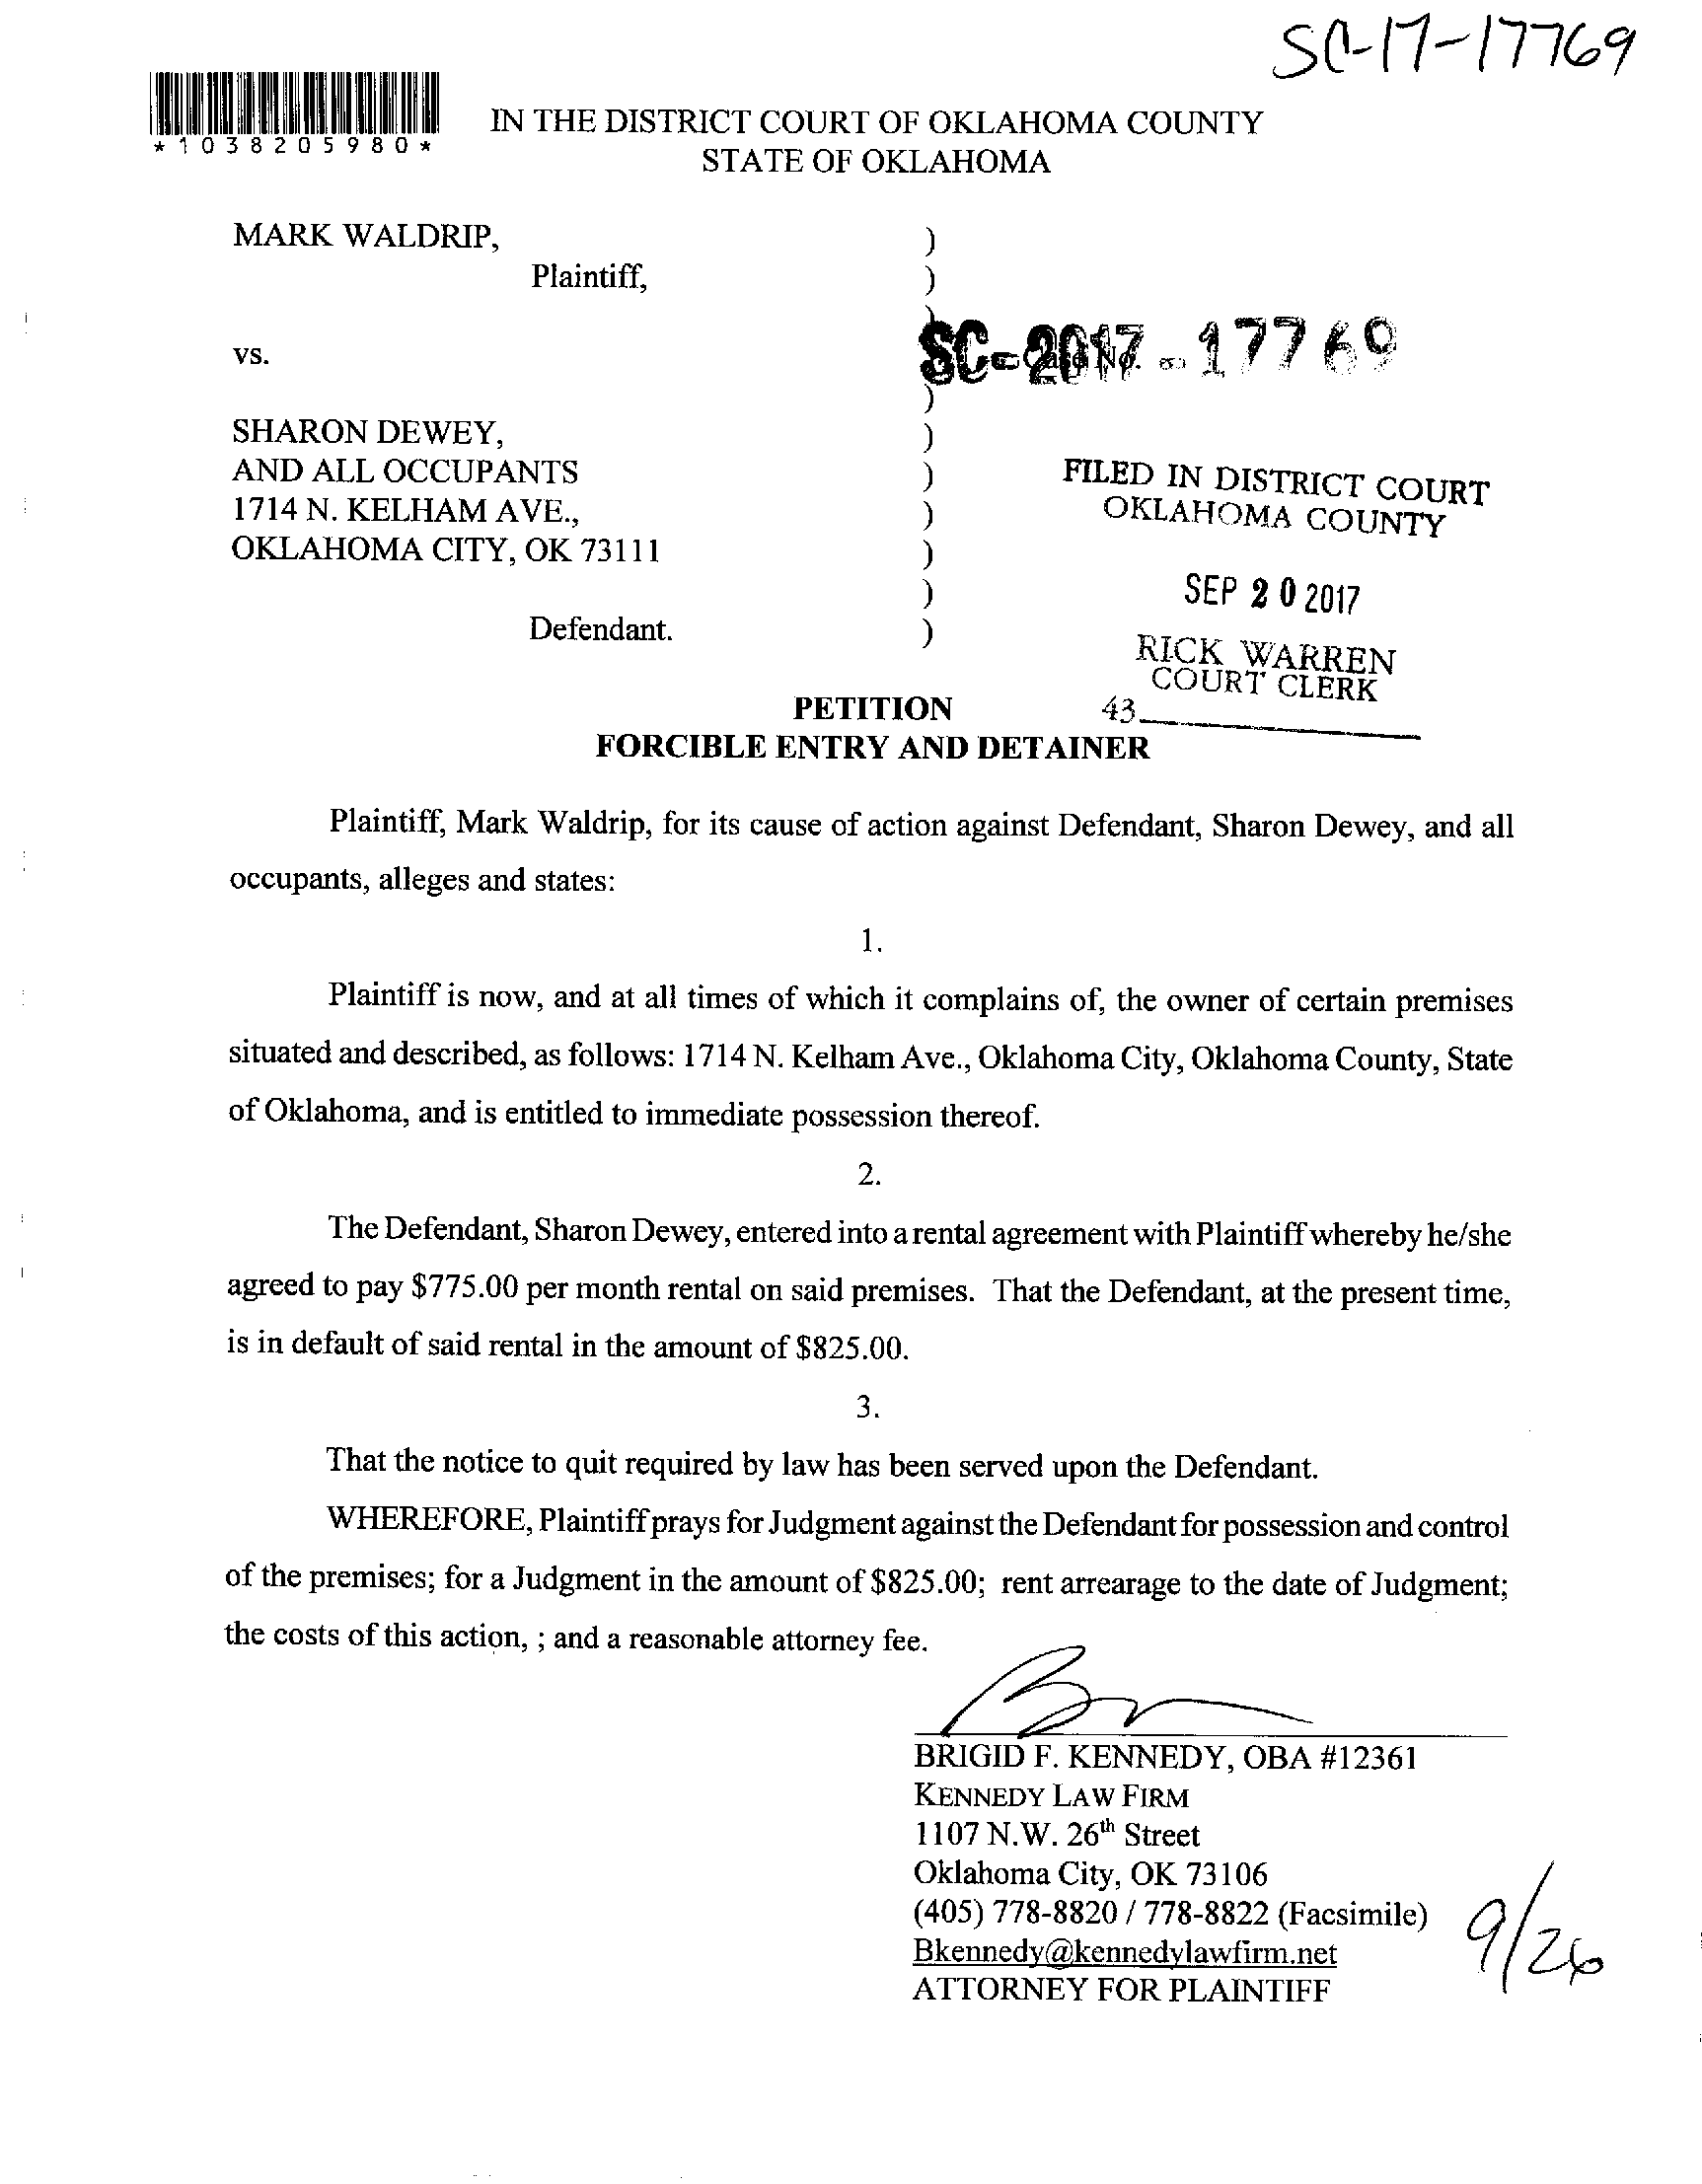 SC-17-17769
*1038205980*
IN THE DISTRICT COURT OF OKLAHOMA COUNTY
STATE OF OKLAHOMA
MARK WALDRIP, )
Plaintiff, )
)
vs. ) Case No. SC-2017-17769
)
SHARON DEWEY, )
AND ALL OCCUPANTS )
1714 N. KELHAM AVE., )
OKLAHOMA CITY, OK 73111 )
)
Defendant. )
FILED IN DISTRICT COURT
OKLAHOMA COUNTY
SEP 20 2017
RICK WARREN
COURT CLERK
43
PETITION
FORCIBLE ENTRY AND DETAINER
Plaintiff, Mark Waldrip, for its cause of action against Defendant, Sharon Dewey, and all
occupants, alleges and states:
1.
Plaintiff is now, and at all times of which it complains of, the owner of certain premises
situated and described, as follows: 1714 N. Kelham Ave., Oklahoma City, Oklahoma County, State
of Oklahoma, and is entitled to immediate possession thereof.
2.
The Defendant, Sharon Dewey, entered into a rental agreement with Plaintiff whereby he/she
agreed to pay $775.00 per month rental on said premises. That the Defendant, at the present time,
is in default of said rental in the amount of $825.00.
3.
That the notice to quit required by law has been served upon the Defendant.
WHEREFORE, Plaintiff prays for Judgment against the Defendant for possession and control
of the premises; for a Judgment in the amount of $825.00; rent arrearage to the date of Judgment;
the costs of this action, ; and a reasonable attorney fee.
BRIGID F. KENNEDY, OBA #12361
KENNEDY LAW FIRM
1107 N.W. 26th Street
Oklahoma City, OK 73106
(405) 778-8820 / 778-8822 (Facsimile)
Bkennedy@kennedylawfirm.net
ATTORNEY FOR PLAINTIFF
9/26